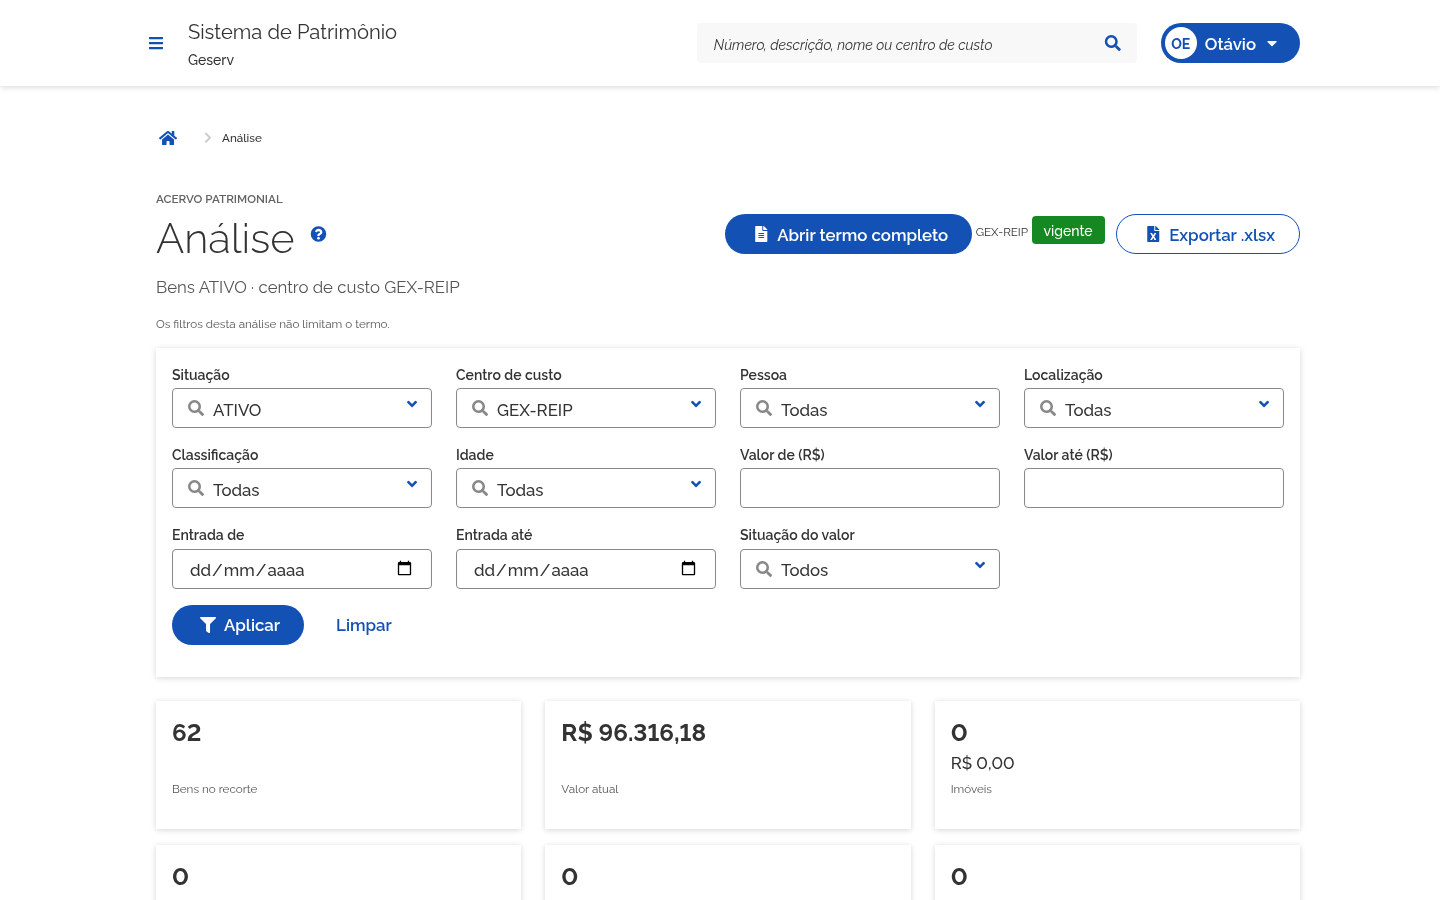 Sistema de Patrimônio
Geserv
Número, descrição, nome ou centro de custo
OE Otávio
Análise
ACERVO PATRIMONIAL
Análise
Abrir termo completo
GEX-REIP vigente
Exportar .xlsx
Bens ATIVO · centro de custo GEX-REIP
Os filtros desta análise não limitam o termo.
Situação
ATIVO
Centro de custo
GEX-REIP
Pessoa
Todas
Localização
Todas
Classificação
Todas
Idade
Todas
Valor de (R$)
Valor até (R$)
Entrada de
dd/mm/aaaa
Entrada até
dd/mm/aaaa
Situação do valor
Todos
Aplicar
Limpar
62
Bens no recorte
R$ 96.316,18
Valor atual
0
R$ 0,00
Imóveis
0
0
0